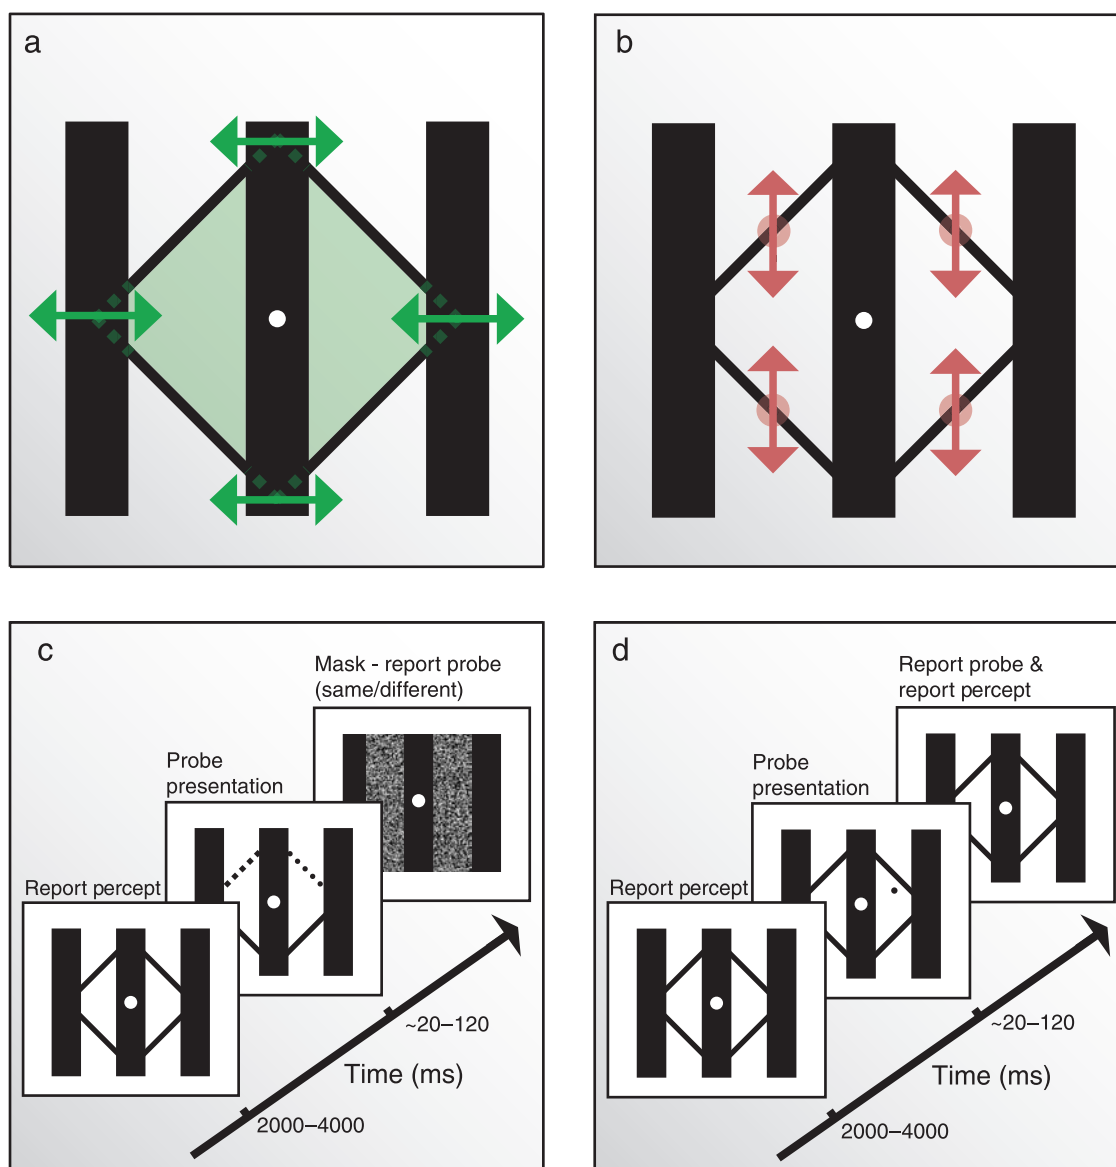 a
b
c
Mask - report probe
(same/different)
Probe
presentation
Report percept
~20–120
Time (ms)
2000–4000
d
Report probe &
report percept
Probe
presentation
Report percept
~20–120
Time (ms)
2000–4000